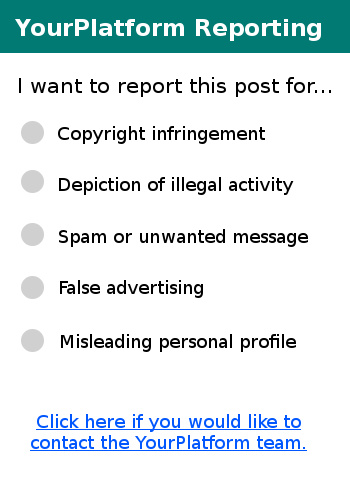 YourPlatform Reporting
I want to report this post for...
Copyright infringement
Depiction of illegal activity
Spam or unwanted message
False advertising
Misleading personal profile
Click here if you would like to
contact the YourPlatform team.